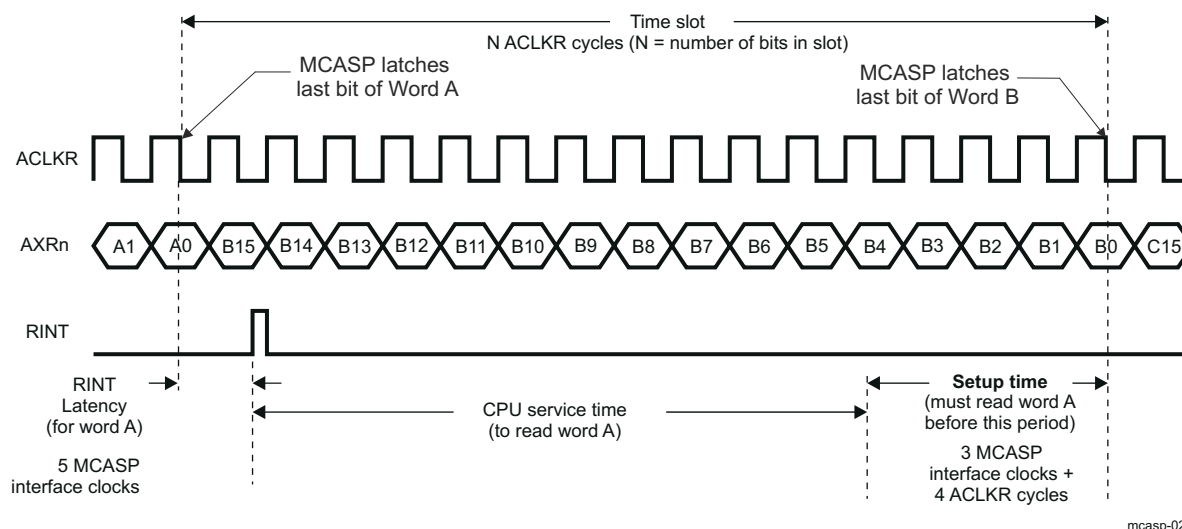 Time slot
N ACLKR cycles (N = number of bits in slot)
MCASP latches
last bit of Word A
MCASP latches
last bit of Word B
ACLKR
AXRn
A1 A0 B15 B14 B13 B12 B11 B10 B9 B8 B7 B6 B5 B4 B3 B2 B1 B0 C15
RINT
RINT
Latency
(for word A)
5 MCASP
interface clocks
CPU service time
(to read word A)
Setup time
(must read word A
before this period)
3 MCASP
interface clocks +
4 ACLKR cycles